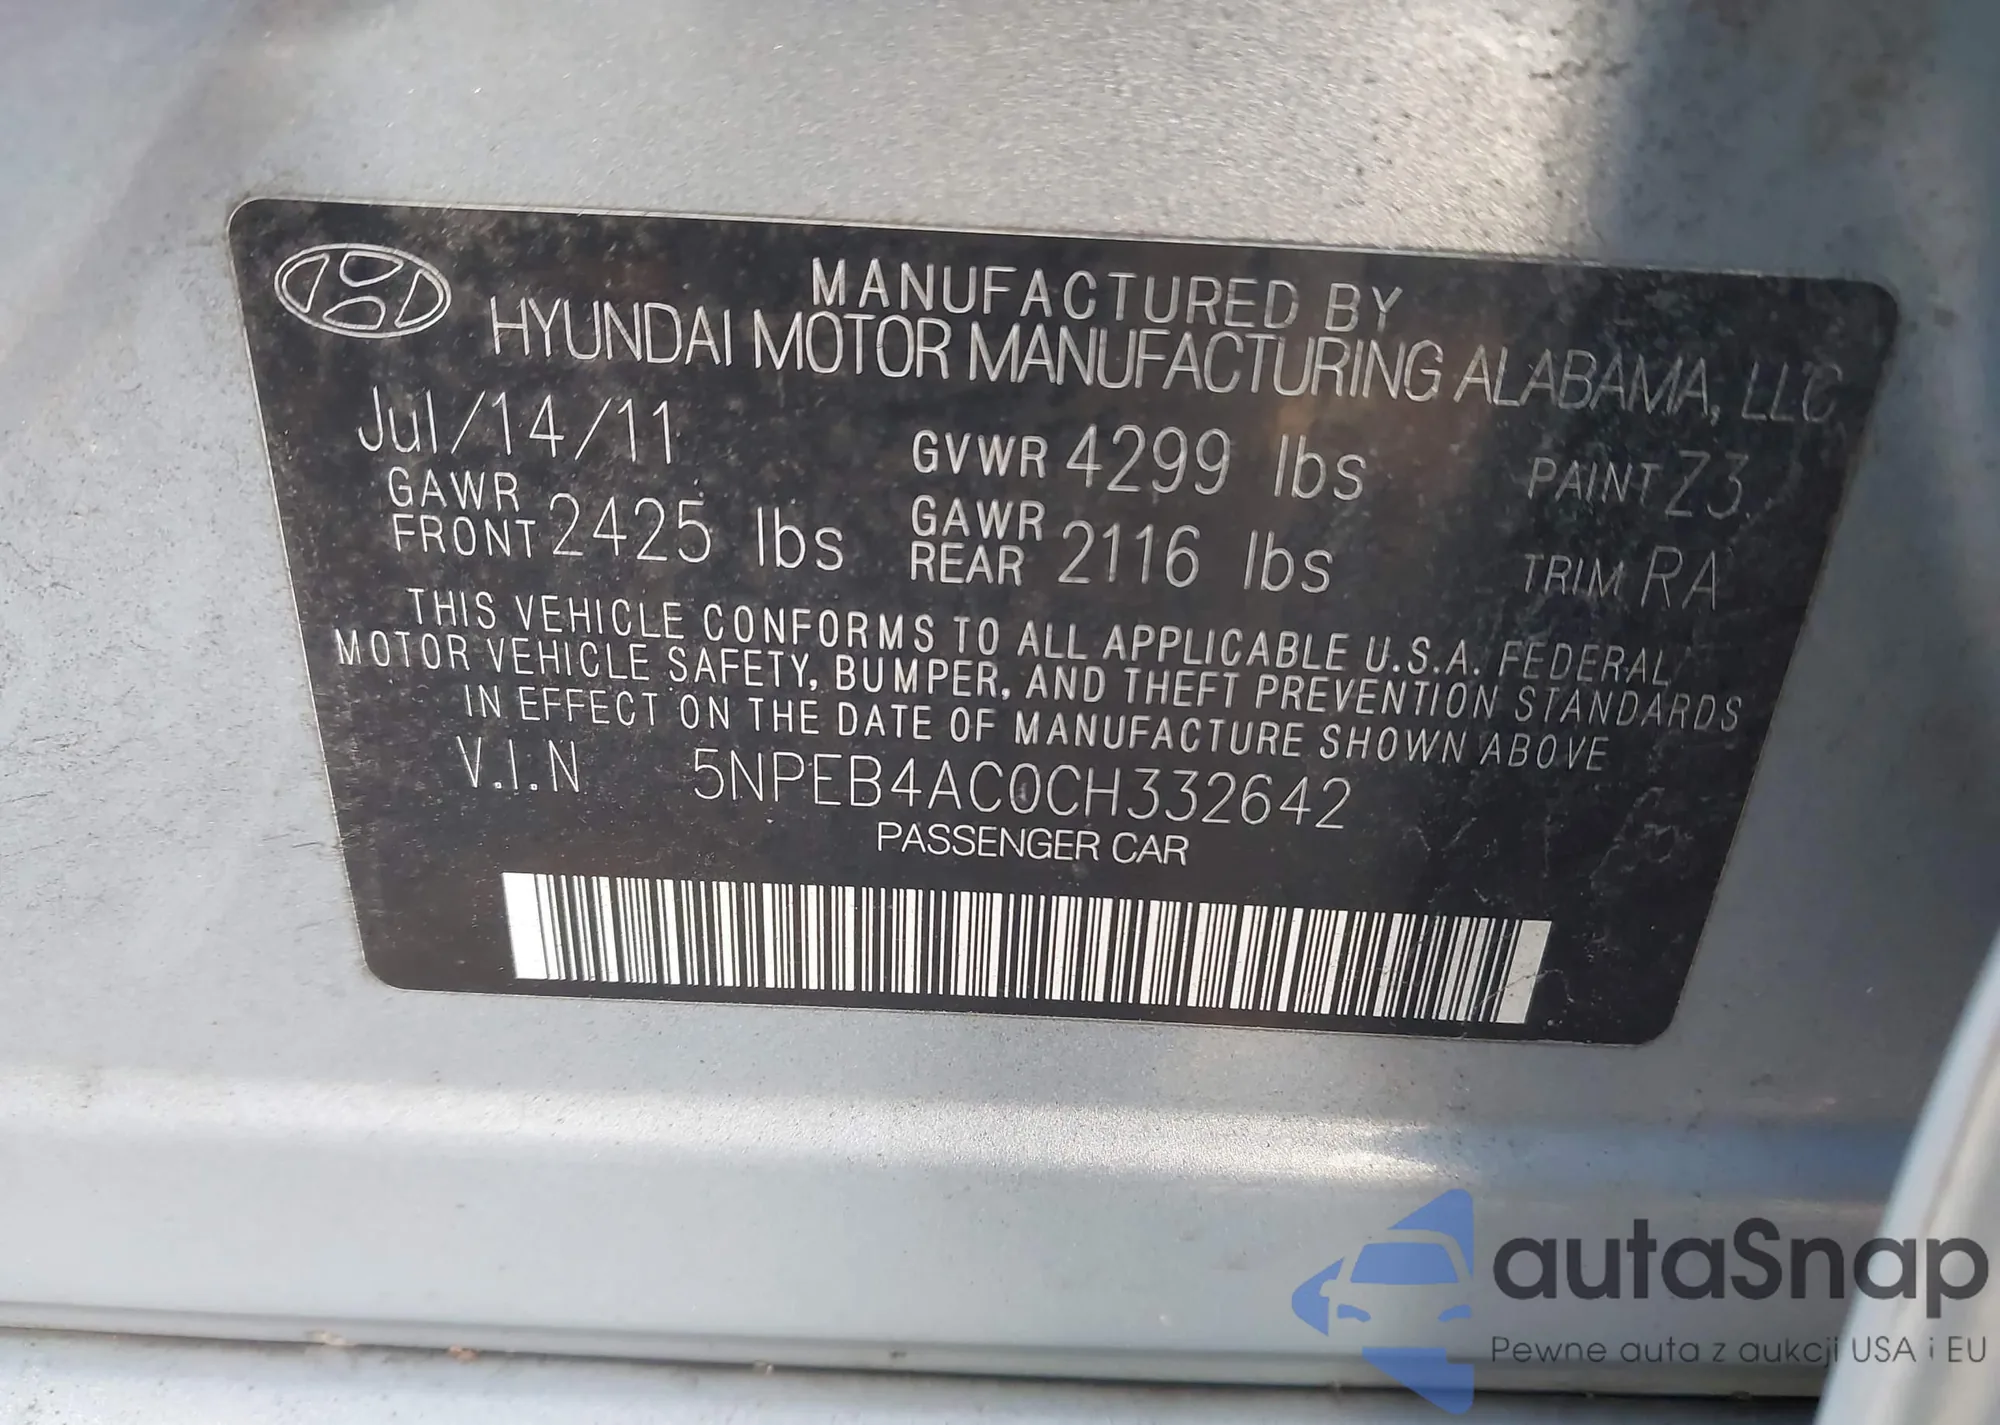 MANUFACTURED BY
HYUNDAI MOTOR MANUFACTURING ALABAMA, LLC
Jul/14/11 GVWR 4299 lbs PAINT Z3
GAWR FRONT 2425 lbs GAWR REAR 2116 lbs TRIM RA
THIS VEHICLE CONFORMS TO ALL APPLICABLE U.S.A. FEDERAL
MOTOR VEHICLE SAFETY, BUMPER, AND THEFT PREVENTION STANDARDS
IN EFFECT ON THE DATE OF MANUFACTURE SHOWN ABOVE
V.I.N 5NPEB4AC0CH332642
PASSENGER CAR
autaSnap
Pewne auta z aukcji USA i EU